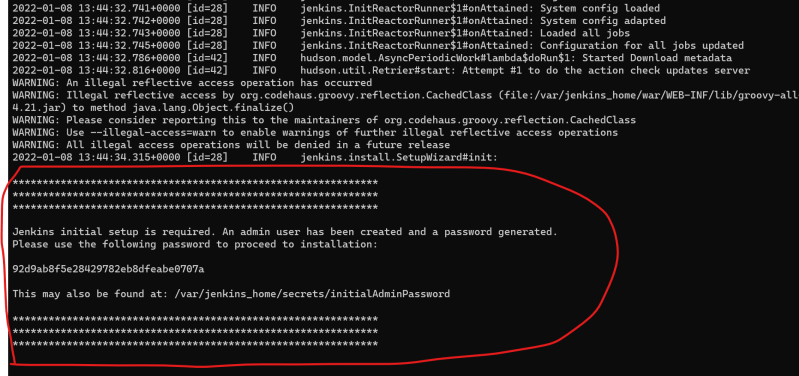 2022-01-08 13:44:32.741+0000 [id=28] INFO jenkins.InitReactorRunner$1#onAttained: System config loaded
2022-01-08 13:44:32.742+0000 [id=28] INFO jenkins.InitReactorRunner$1#onAttained: System config adapted
2022-01-08 13:44:32.743+0000 [id=28] INFO jenkins.InitReactorRunner$1#onAttained: Loaded all jobs
2022-01-08 13:44:32.745+0000 [id=28] INFO jenkins.InitReactorRunner$1#onAttained: Configuration for all jobs updated
2022-01-08 13:44:32.786+0000 [id=42] INFO hudson.model.AsyncPeriodicWork#lambda$doRun$1: Started Download metadata
2022-01-08 13:44:32.816+0000 [id=42] INFO hudson.util.Retrier#start: Attempt #1 to do the action check updates server
WARNING: An illegal reflective access operation has occurred
WARNING: Illegal reflective access by org.codehaus.groovy.reflection.CachedClass (file:/var/jenkins_home/war/WEB-INF/lib/groovy-all-
4.21.jar) to method java.lang.Object.finalize()
WARNING: Please consider reporting this to the maintainers of org.codehaus.groovy.reflection.CachedClass
WARNING: Use --illegal-access=warn to enable warnings of further illegal reflective access operations
WARNING: All illegal access operations will be denied in a future release
2022-01-08 13:44:34.315+0000 [id=28] INFO jenkins.install.SetupWizard#init:
*************************************************************
*************************************************************
*************************************************************
Jenkins initial setup is required. An admin user has been created and a password generated.
Please use the following password to proceed to installation:
92d9ab8f5e28429782eb8dfeabe0707a
This may also be found at: /var/jenkins_home/secrets/initialAdminPassword
*************************************************************
*************************************************************
*************************************************************